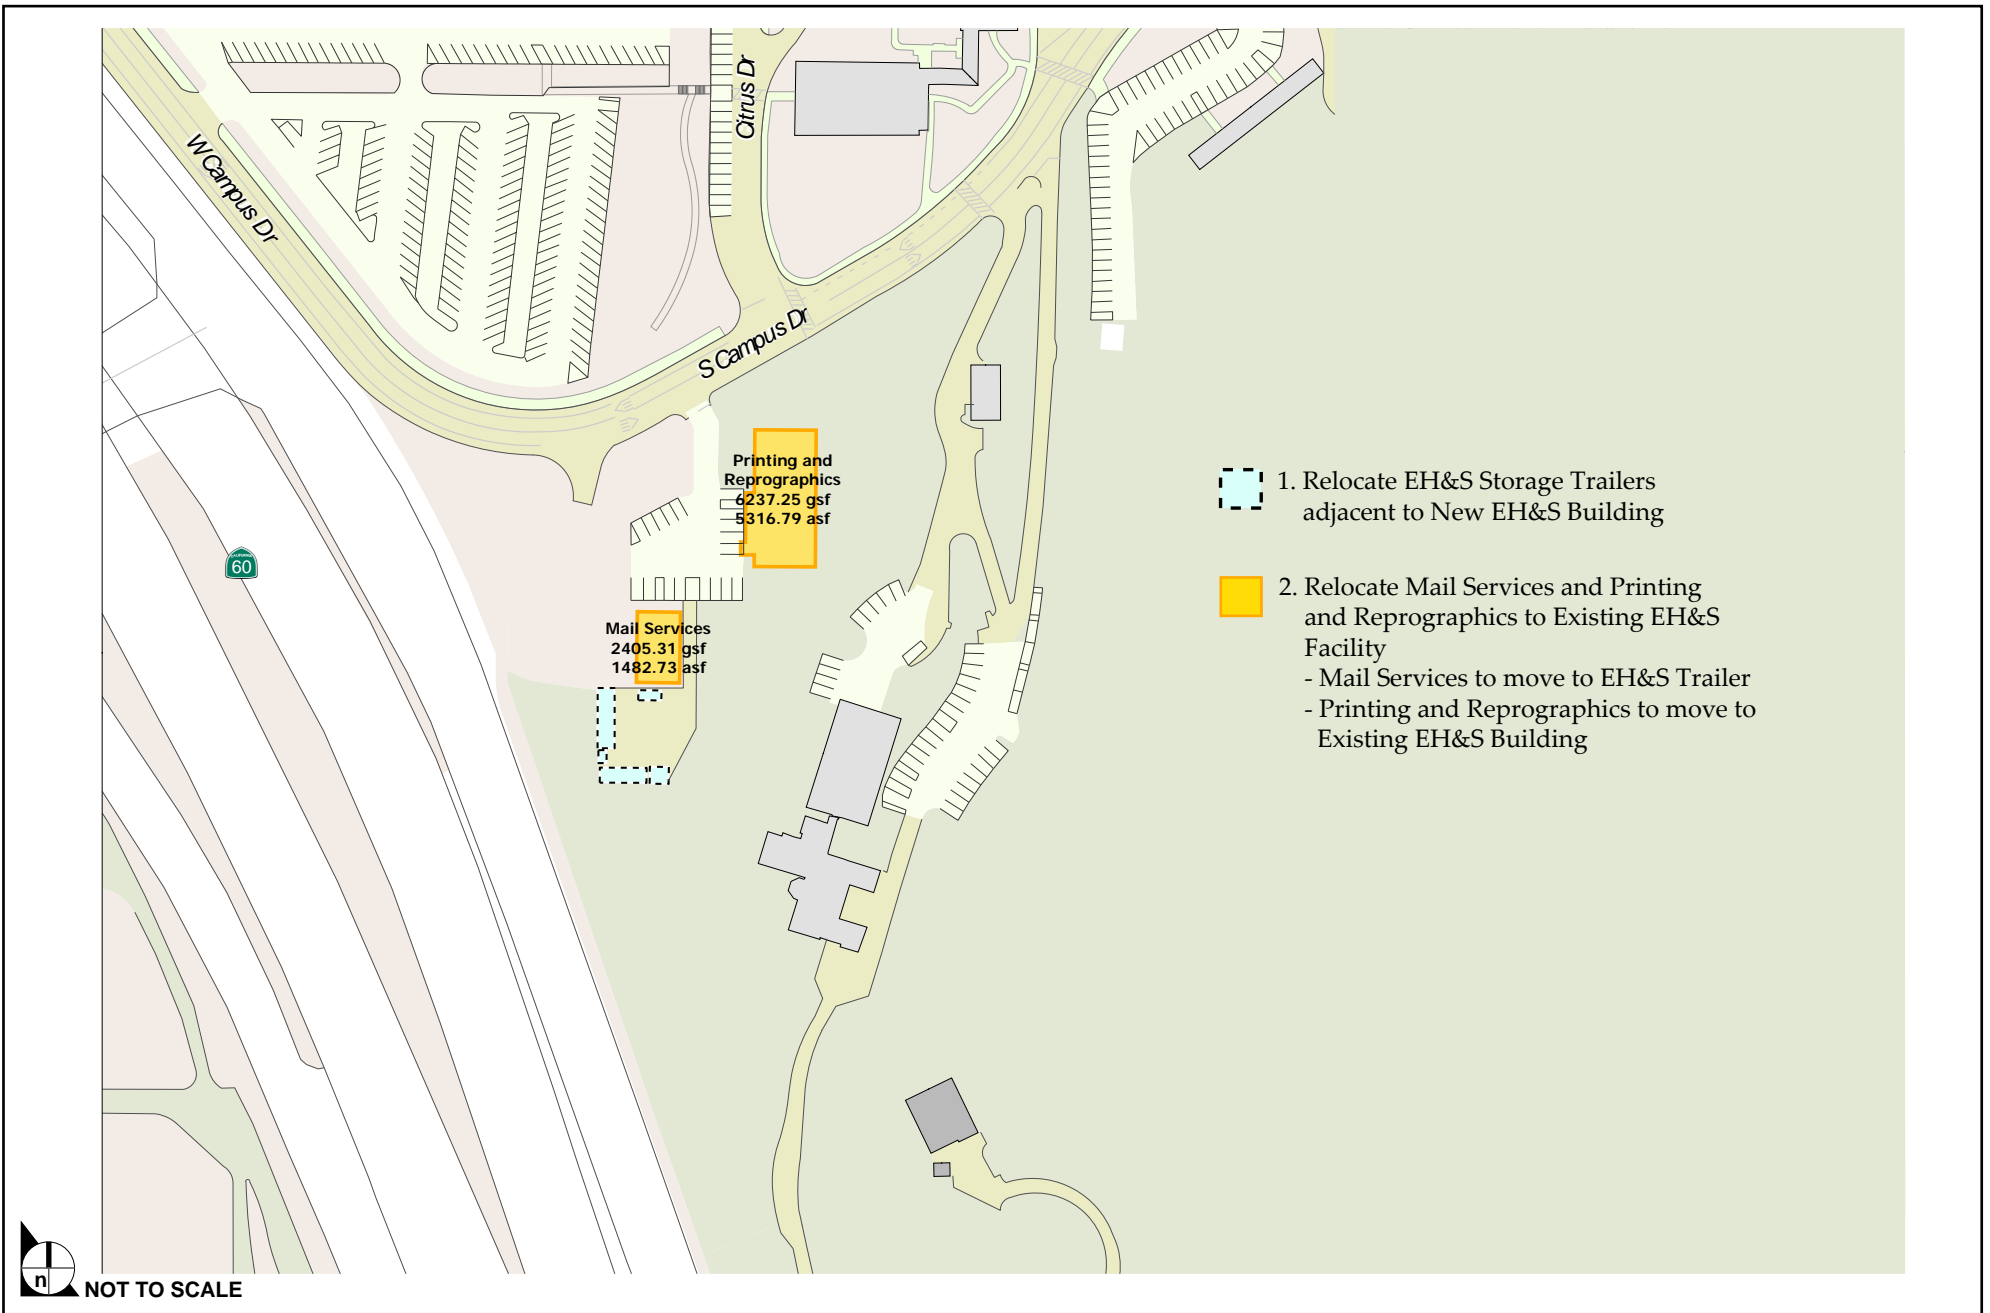 Citrus Dr
W Campus Dr
S Campus Dr
Printing and
Reprographics
6237.25 gsf
5316.79 asf
1. Relocate EH&S Storage Trailers
adjacent to New EH&S Building
60
2. Relocate Mail Services and Printing
and Reprographics to Existing EH&S
Facility
- Mail Services to move to EH&S Trailer
- Printing and Reprographics to move to
Existing EH&S Building
Mail Services
2405.31 gsf
1482.73 asf
n
NOT TO SCALE